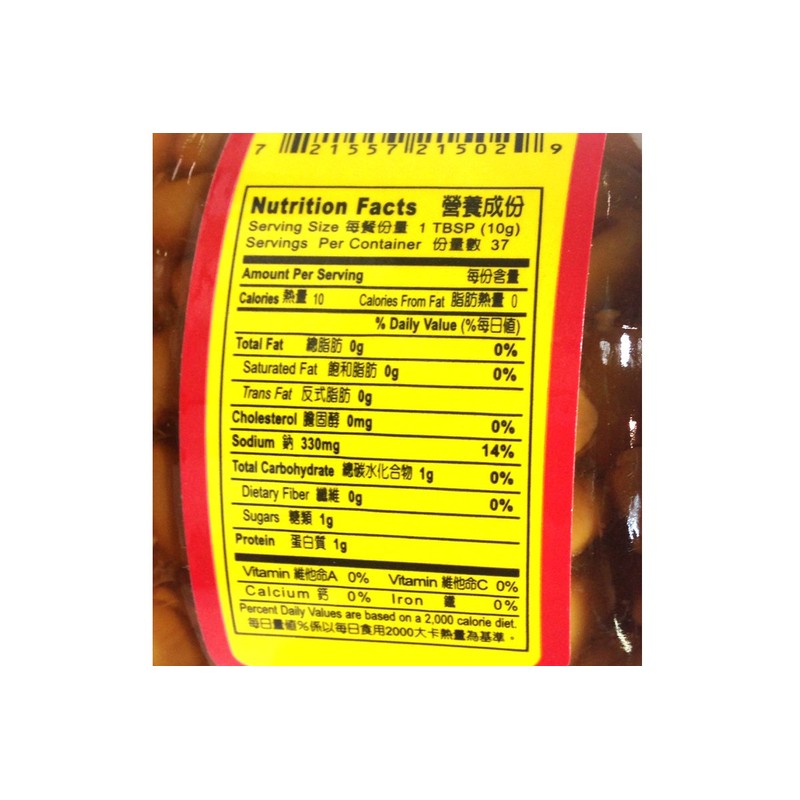 7 21557 21502 9
Nutrition Facts 營養成份
Serving Size 每餐份量 1 TBSP (10g)
Servings Per Container 份量數 37
Amount Per Serving 每份含量
Calories 熱量 10 Calories From Fat 脂肪熱量 0
% Daily Value (%每日值)
Total Fat 總脂肪 0g 0%
Saturated Fat 飽和脂肪 0g 0%
Trans Fat 反式脂肪 0g
Cholesterol 膽固醇 0mg 0%
Sodium 鈉 330mg 14%
Total Carbohydrate 總碳水化合物 1g 0%
Dietary Fiber 纖維 0g 0%
Sugars 糖類 1g
Protein 蛋白質 1g
Vitamin 維他命A 0% Vitamin 維他命C 0%
Calcium 鈣 0% Iron 鐵 0%
Percent Daily Values are based on a 2,000 calorie diet.
每日量值%係以每日食用2000大卡熱量為基準。